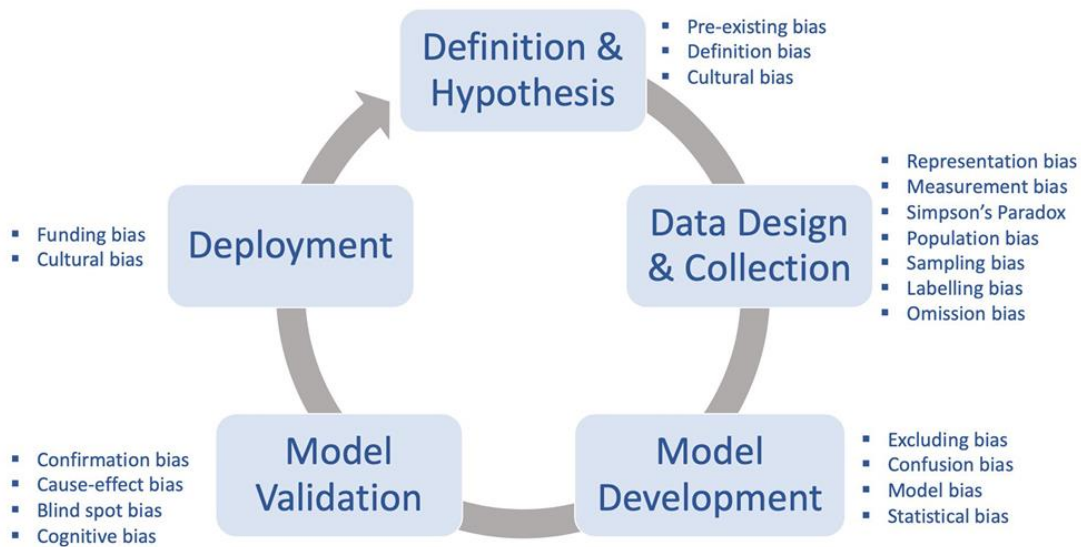 Definition &
Hypothesis
▪ Pre-existing bias
▪ Definition bias
▪ Cultural bias
Data Design
& Collection
▪ Representation bias
▪ Measurement bias
▪ Simpson's Paradox
▪ Population bias
▪ Sampling bias
▪ Labelling bias
▪ Omission bias
Model
Development
▪ Excluding bias
▪ Confusion bias
▪ Model bias
▪ Statistical bias
Model
Validation
▪ Confirmation bias
▪ Cause-effect bias
▪ Blind spot bias
▪ Cognitive bias
Deployment
▪ Funding bias
▪ Cultural bias